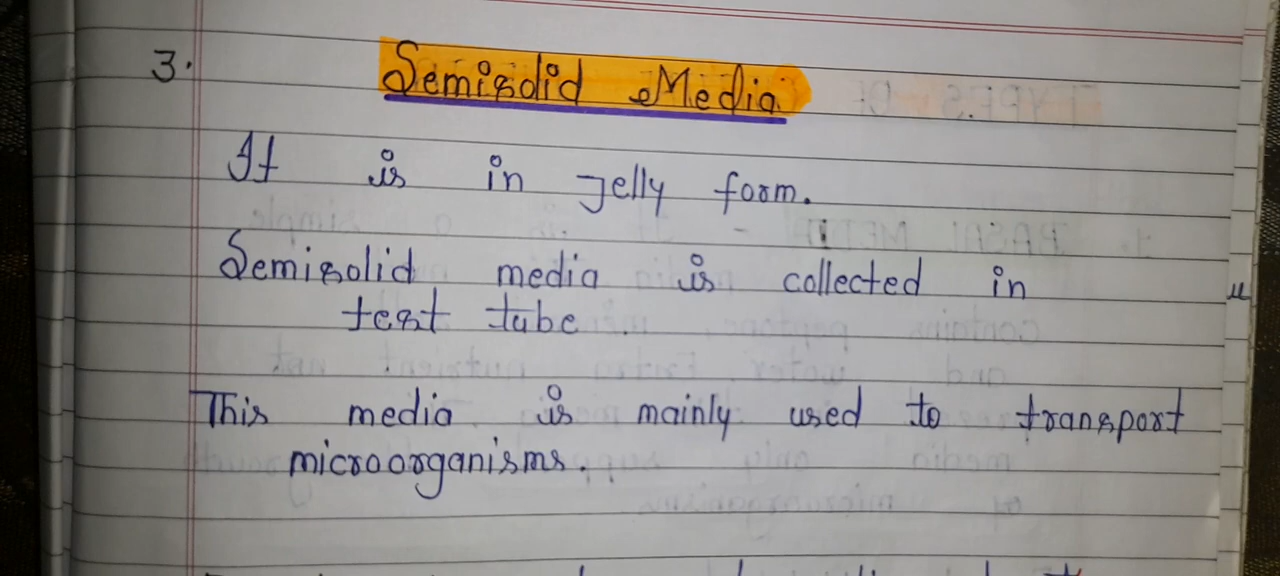 3. Semisolid Media
It is in jelly form.
Semisolid media is collected in
test tube
This media is mainly used to transport
microorganisms.